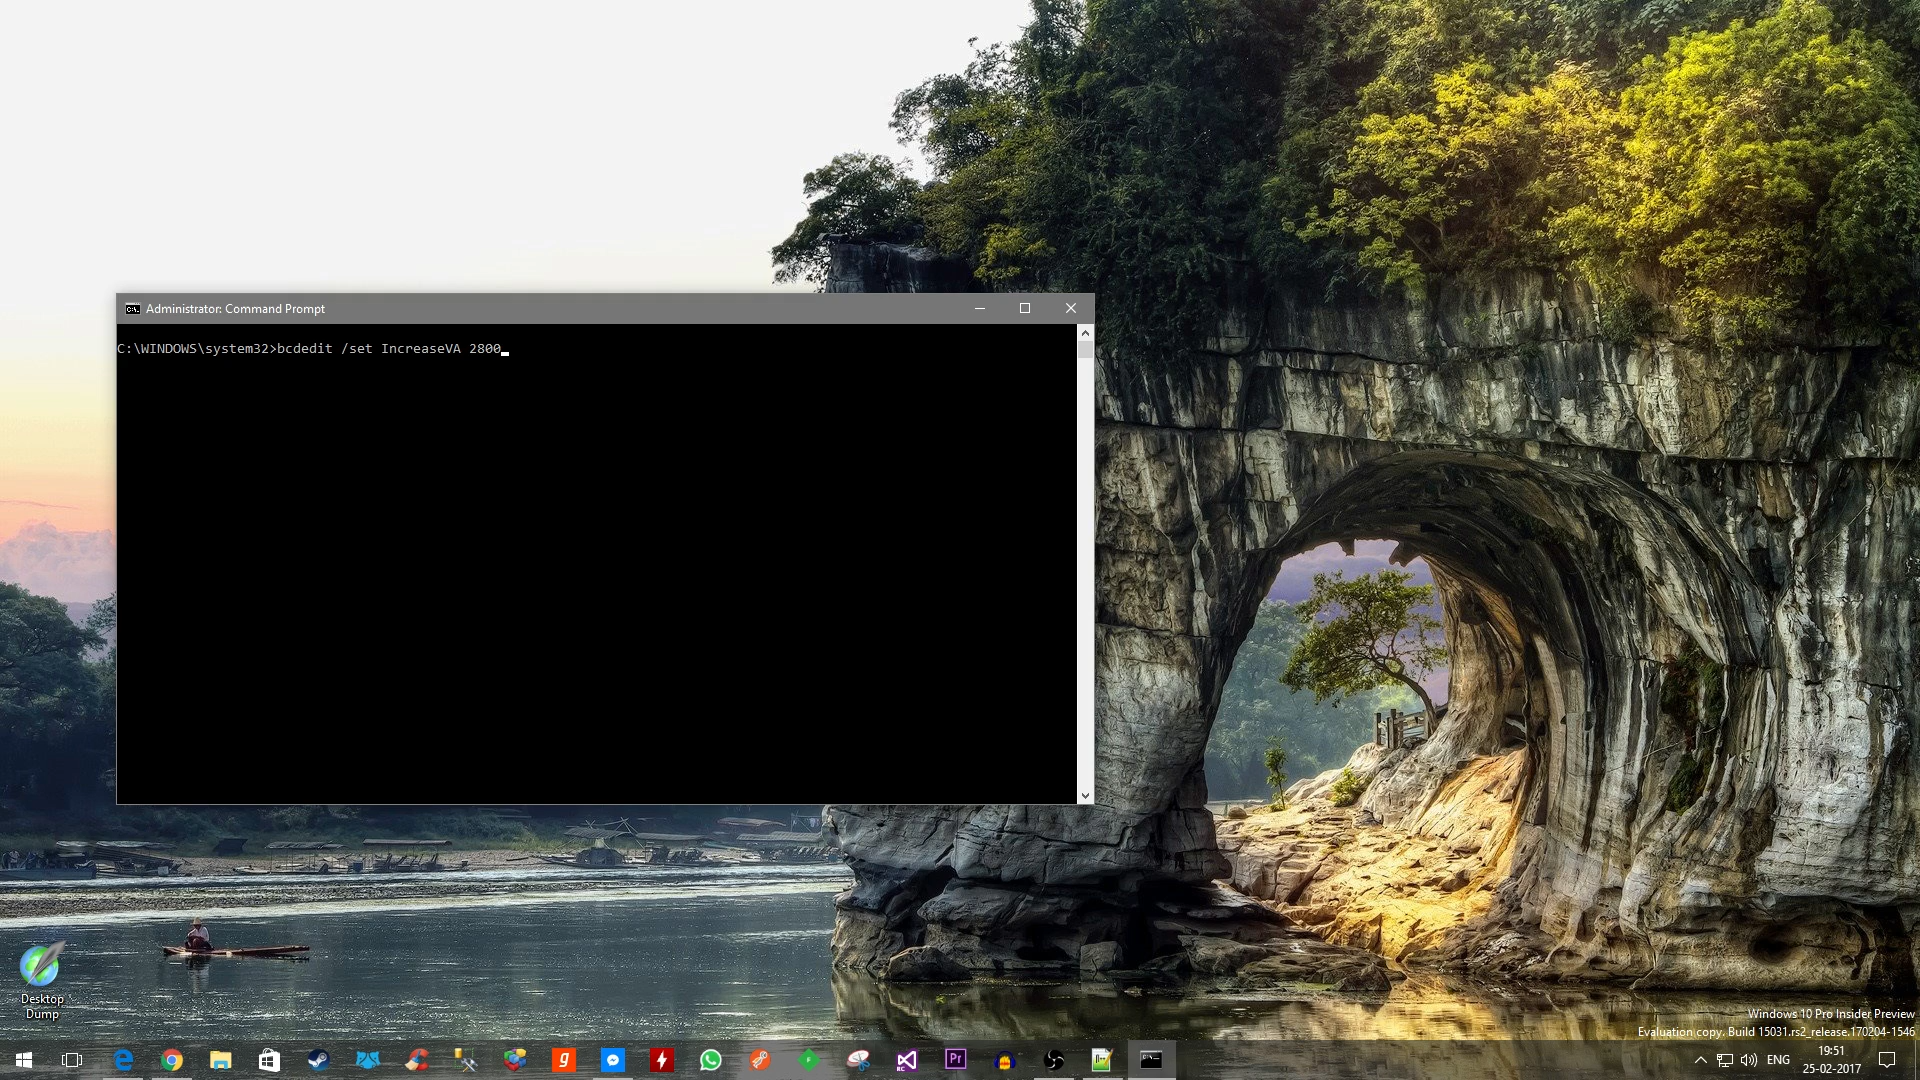 Administrator: Command Prompt
C:\WINDOWS\system32>bcdedit /set IncreaseVA 2800
Desktop
Dump
Windows 10 Pro Insider Preview
Evaluation copy. Build 15031.rs2_release.170204-1546
ENG
19:51
25-02-2017